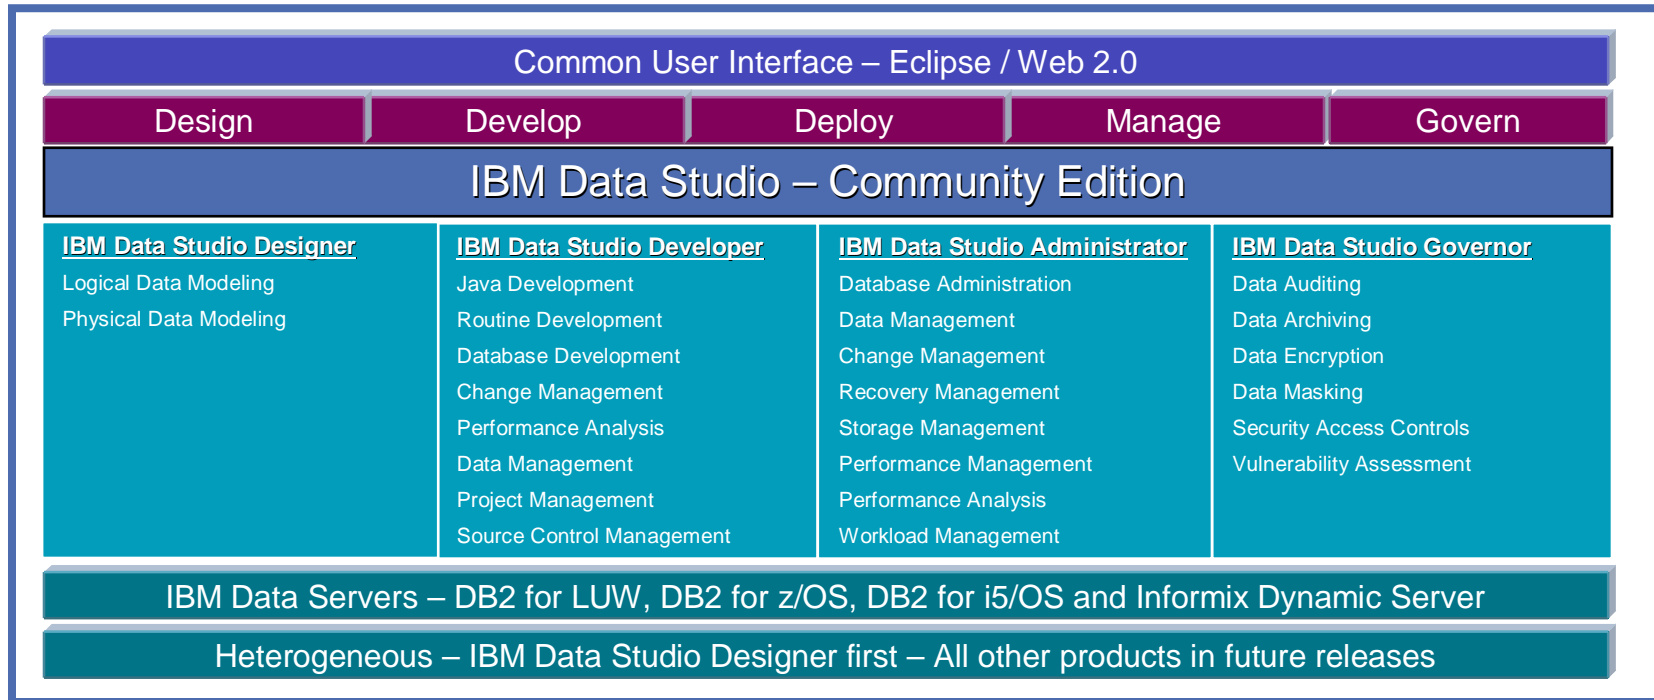 Common User Interface – Eclipse / Web 2.0
Design
Develop
Deploy
Manage
Govern
IBM Data Studio – Community Edition
IBM Data Studio Designer
Logical Data Modeling
Physical Data Modeling
IBM Data Studio Developer
Java Development
Routine Development
Database Development
Change Management
Performance Analysis
Data Management
Project Management
Source Control Management
IBM Data Studio Administrator
Database Administration
Data Management
Change Management
Recovery Management
Storage Management
Performance Management
Performance Analysis
Workload Management
IBM Data Studio Governor
Data Auditing
Data Archiving
Data Encryption
Data Masking
Security Access Controls
Vulnerability Assessment
IBM Data Servers – DB2 for LUW, DB2 for z/OS, DB2 for i5/OS and Informix Dynamic Server
Heterogeneous – IBM Data Studio Designer first – All other products in future releases